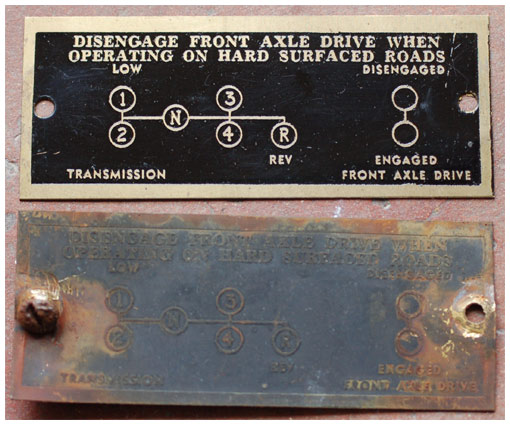 DISENGAGE FRONT AXLE DRIVE WHEN
OPERATING ON HARD SURFACED ROADS
LOW DISENGAGED
1 3
N
2 4 R
REV ENGAGED
TRANSMISSION FRONT AXLE DRIVE
DISENGAGE FRONT AXLE DRIVE WHEN
OPERATING ON HARD SURFACED ROADS
LOW DISENGAGED
1 3
N
2 4 R
REV ENGAGED
TRANSMISSION FRONT AXLE DRIVE